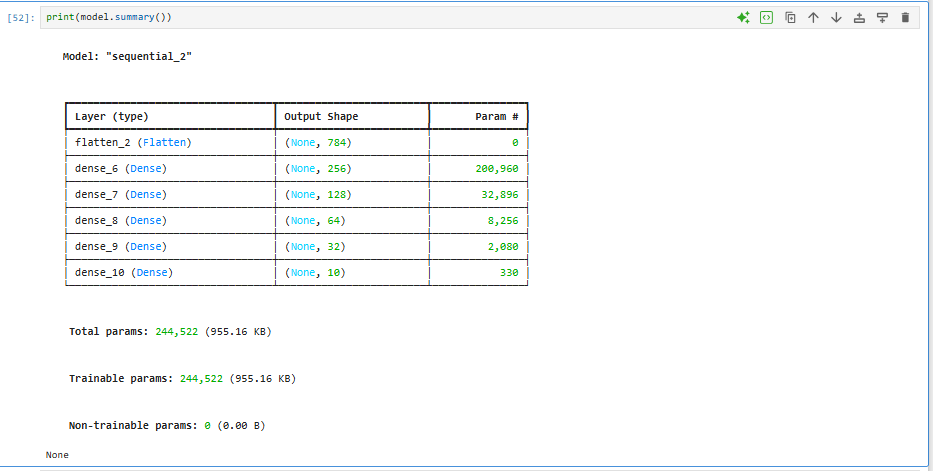 [52]: print(model.summary())
Model: "sequential_2"
Layer (type) Output Shape Param #
flatten_2 (Flatten) (None, 784) 0
dense_6 (Dense) (None, 256) 200,960
dense_7 (Dense) (None, 128) 32,896
dense_8 (Dense) (None, 64) 8,256
dense_9 (Dense) (None, 32) 2,080
dense_10 (Dense) (None, 10) 330
Total params: 244,522 (955.16 KB)
Trainable params: 244,522 (955.16 KB)
Non-trainable params: 0 (0.00 B)
None